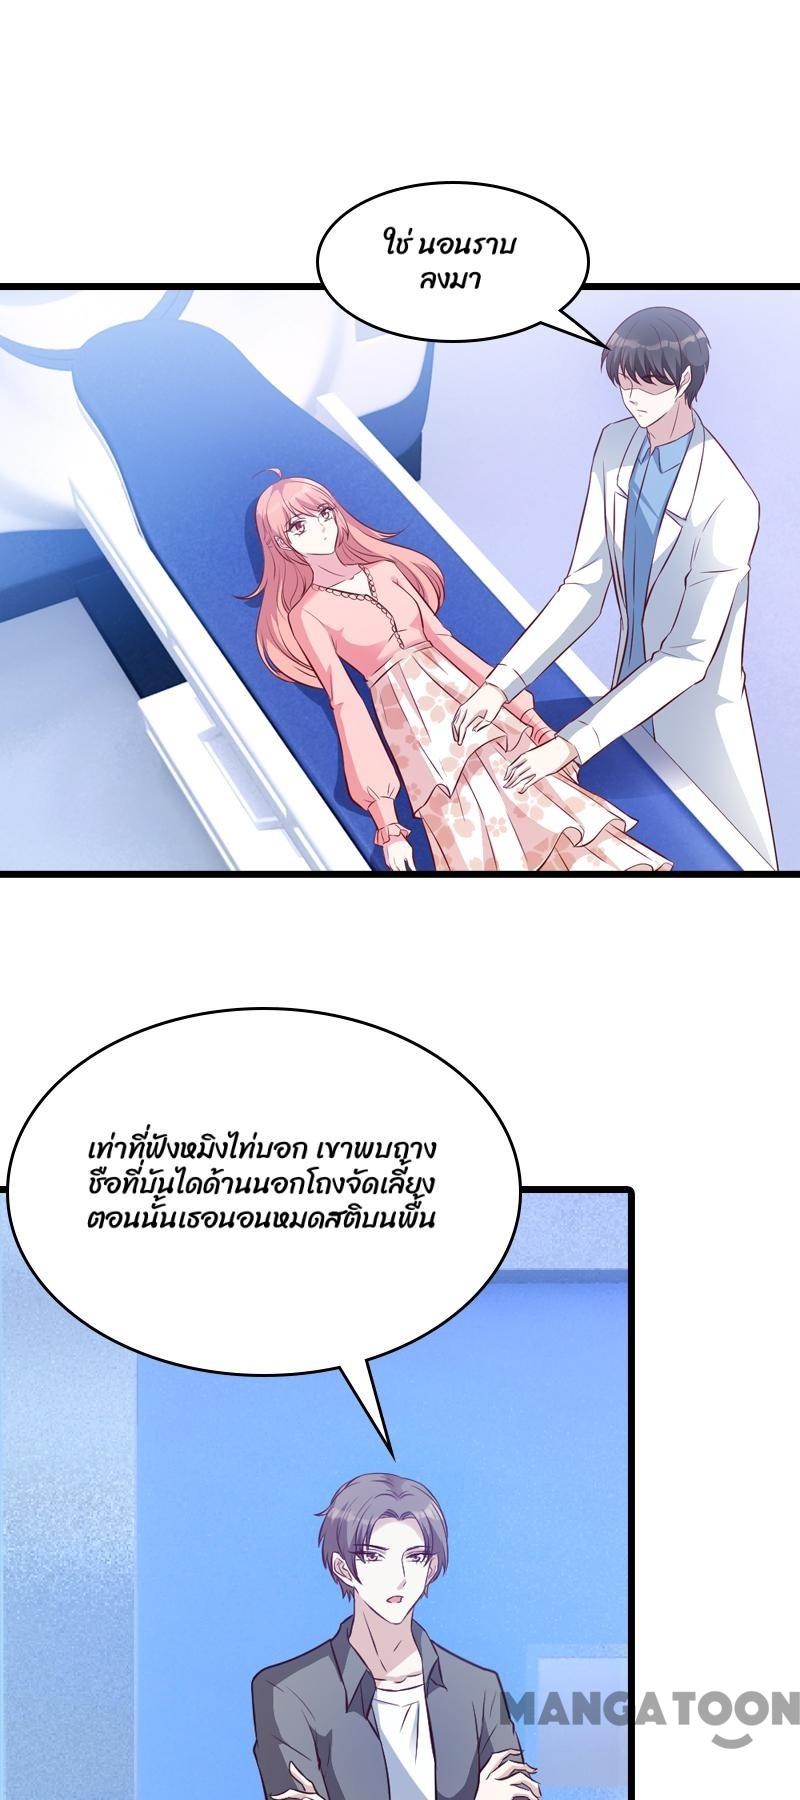 ใช่ นอนราบ
ลงมา
เท่าที่ฟังหมิงไท่บอก เขาพบถาง
ซือที่บันไดด้านนอกโถงจัดเลี้ยง
ตอนนั้นเธอนอนหมดสติบนพื้น
MANGATOON